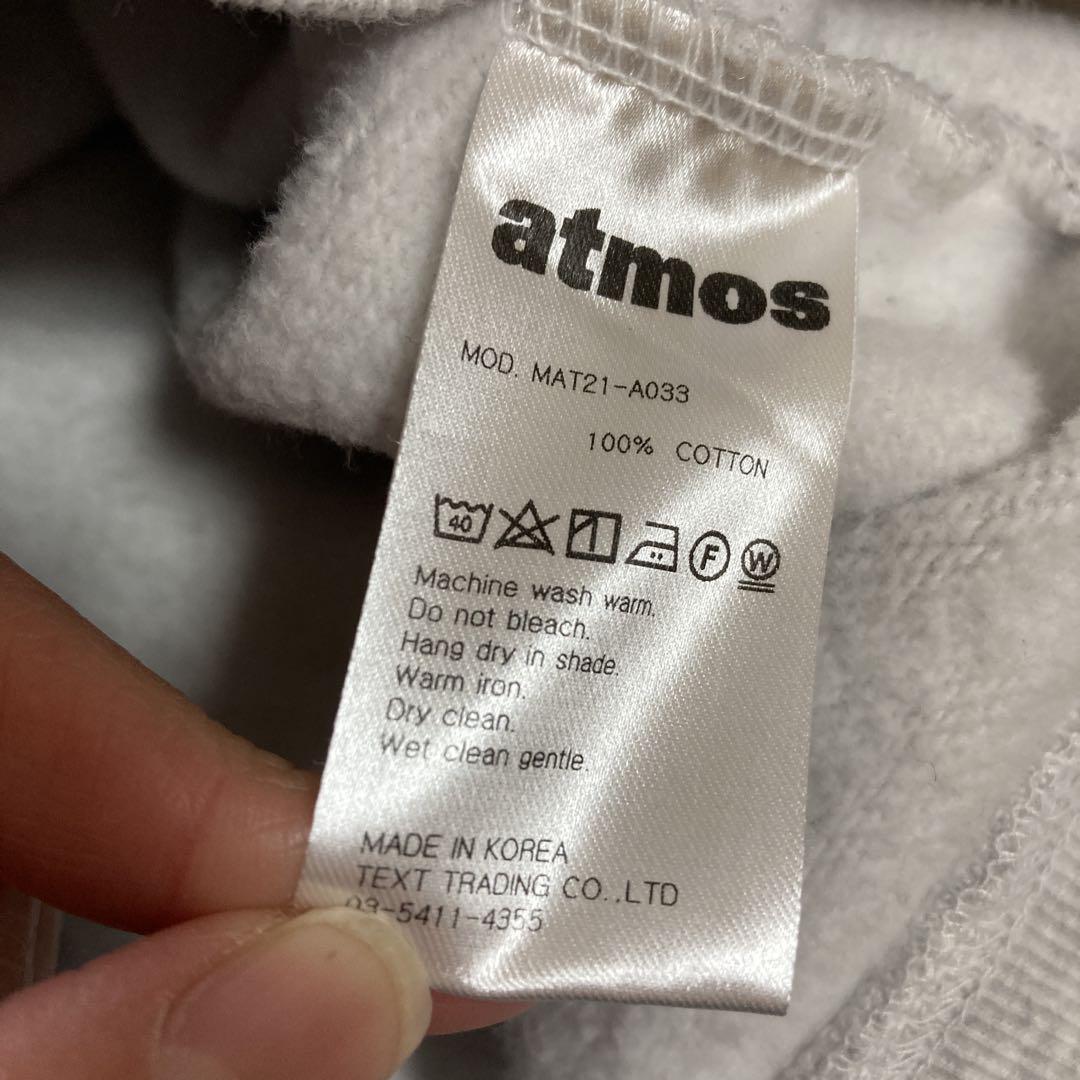 atmos
MOD. MAT21-A033
100% COTTON
40 F W
Machine wash warm.
Do not bleach.
Hang dry in shade.
Warm iron.
Dry clean.
Wet clean gentle.
MADE IN KOREA
TEXT TRADING CO.,LTD
03-5411-4355